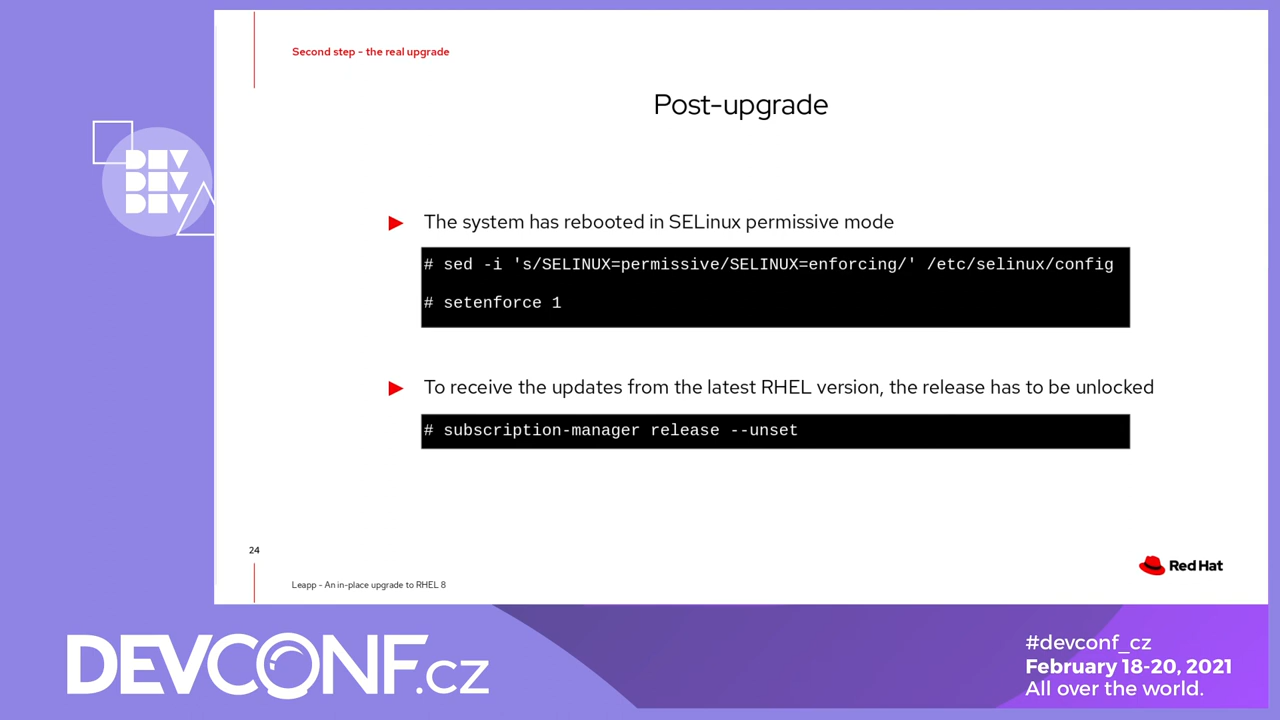 Second step - the real upgrade
Post-upgrade
DEV
DEV
DEV
The system has rebooted in SELinux permissive mode
# sed -i 's/SELINUX=permissive/SELINUX=enforcing/' /etc/selinux/config
# setenforce 1
To receive the updates from the latest RHEL version, the release has to be unlocked
# subscription-manager release --unset
24
Leapp - An in-place upgrade to RHEL 8
Red Hat
DEVCONF.cz
#devconf_cz
February 18-20, 2021
All over the world.